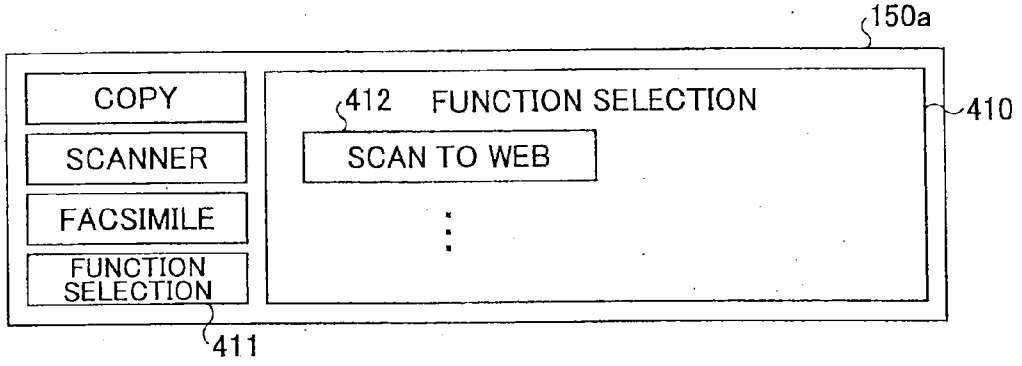 150a
COPY
SCANNER
FACSIMILE
FUNCTION
SELECTION
411
412
FUNCTION SELECTION
410
SCAN TO WEB